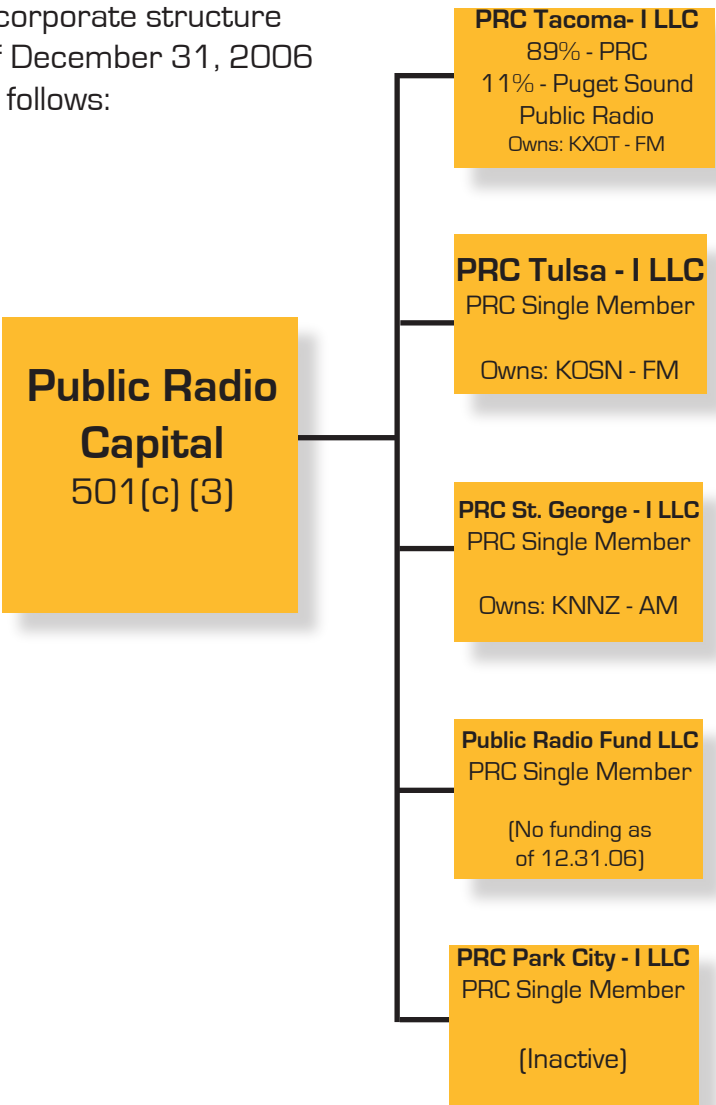 corporate structure
December 31, 2006
follows:
Public Radio
Capital
501(c) (3)
PRC Tacoma- I LLC
89% - PRC
11% - Puget Sound
Public Radio
Owns: KXOT - FM
PRC Tulsa - I LLC
PRC Single Member
Owns: KOSN - FM
PRC St. George - I LLC
PRC Single Member
Owns: KNNZ - AM
Public Radio Fund LLC
PRC Single Member
(No funding as
of 12.31.06)
PRC Park City - I LLC
PRC Single Member
(Inactive)